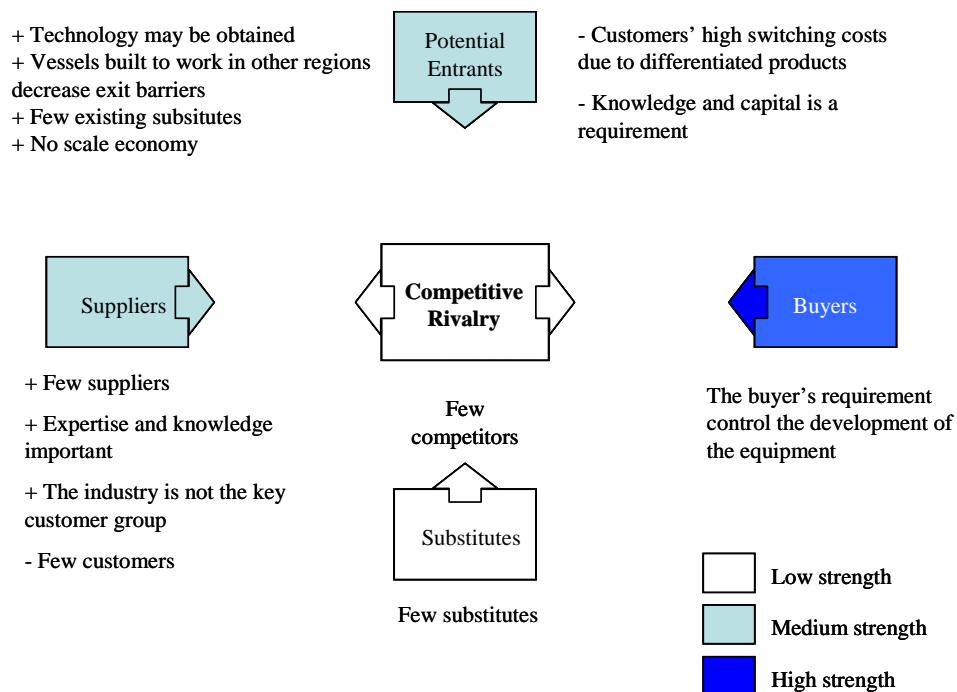 + Technology may be obtained
+ Vessels built to work in other regions
decrease exit barriers
+ Few existing subsitutes
+ No scale economy
Potential
Entrants
- Customers’ high switching costs
due to differentiated products
- Knowledge and capital is a
requirement
Suppliers
Competitive
Rivalry
Buyers
+ Few suppliers
+ Expertise and knowledge
important
+ The industry is not the key
customer group
- Few customers
Few
competitors
Substitutes
Few substitutes
The buyer’s requirement
control the development of
the equipment
Low strength
Medium strength
High strength